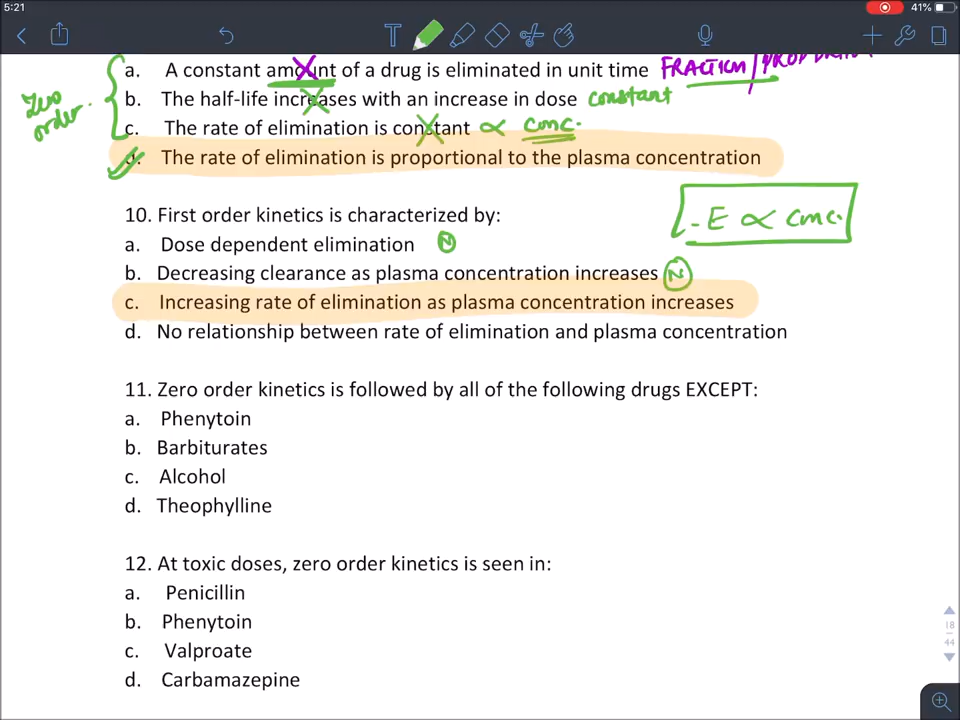 5:21
41%
T
a. A constant amount of a drug is eliminated in unit time FRACTION/
b. The half-life increases with an increase in dose constant
zero order
c. The rate of elimination is constant ∝ conc.
d. The rate of elimination is proportional to the plasma concentration
10. First order kinetics is characterized by:
E ∝ conc.
a. Dose dependent elimination N
b. Decreasing clearance as plasma concentration increases N
c. Increasing rate of elimination as plasma concentration increases
d. No relationship between rate of elimination and plasma concentration
11. Zero order kinetics is followed by all of the following drugs EXCEPT:
a. Phenytoin
b. Barbiturates
c. Alcohol
d. Theophylline
12. At toxic doses, zero order kinetics is seen in:
a. Penicillin
b. Phenytoin
c. Valproate
d. Carbamazepine
18
44